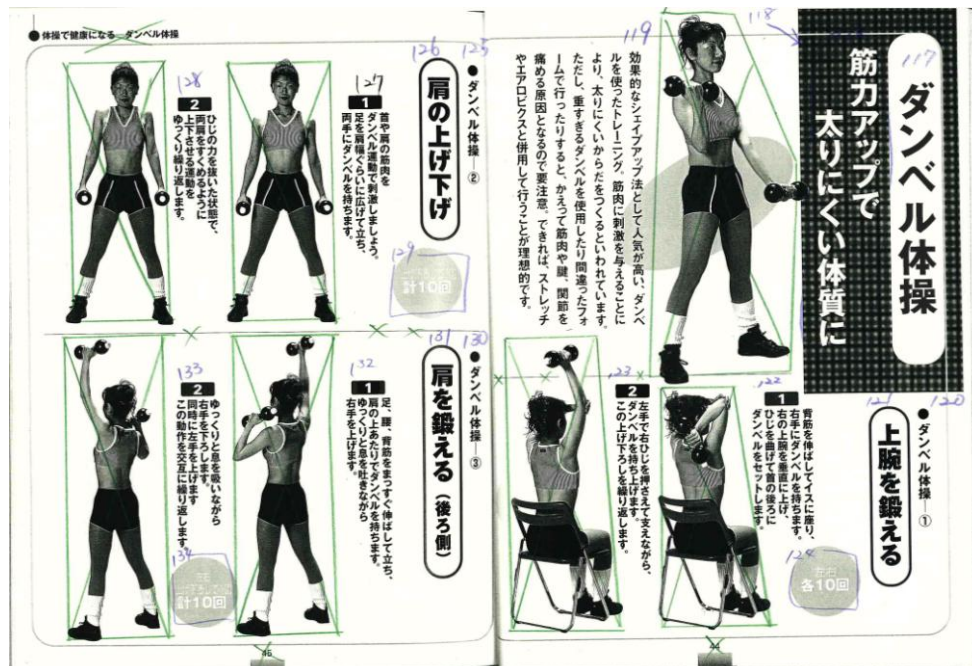 117
ダンベル体操
筋力アップで
太りにくい体質に
118
119
効果的なシェイプアップ法として人気が高い、ダンベ
ルを使ったトレーニング。筋肉に刺激を与えることに
より、太りにくいからだをつくるといわれています。
ただし、重すぎるダンベルを使用したり間違ったフォ
ームで行ったりすると、かえって筋肉や腱、関節を
痛める原因となるので要注意。できれば、ストレッチ
やエアロビクスと併用して行うことが理想的です。
120
●ダンベル体操―①
121
上腕を鍛える
122
1
背筋を伸ばしてイスに座り、
右手にダンベルを持ちます。
右の上腕を垂直に上げ、
ひじを曲げて首の後ろに
ダンベルをセットします。
123
2
左手で右ひじを押さえて支えながら、
ダンベルを持ち上げます。
この上げ下ろしを繰り返します。
124
左右
各10回
44
●体操で健康になる ダンベル体操
125
●ダンベル体操―②
126
肩の上げ下げ
127
1
首や肩の筋肉を
ダンベル運動で刺激しましょう。
足を肩幅ぐらいに広げて立ち、
両手にダンベルを持ちます。
128
2
ひじの力を抜いた状態で、
両肩をすくめるように
上下させる運動を
ゆっくり繰り返します。
129
計10回
130
●ダンベル体操―③
131
肩を鍛える(後ろ側)
132
1
足、腰、背筋をまっすぐ伸ばして立ち、
肩の上あたりでダンベルを持ちます。
ゆっくりと息を吐きながら
右手を上げます。
133
2
ゆっくりと息を吸いながら
右手を下ろします。
同時に左手を上げます
この動作を交互に繰り返します。
134
計10回
45